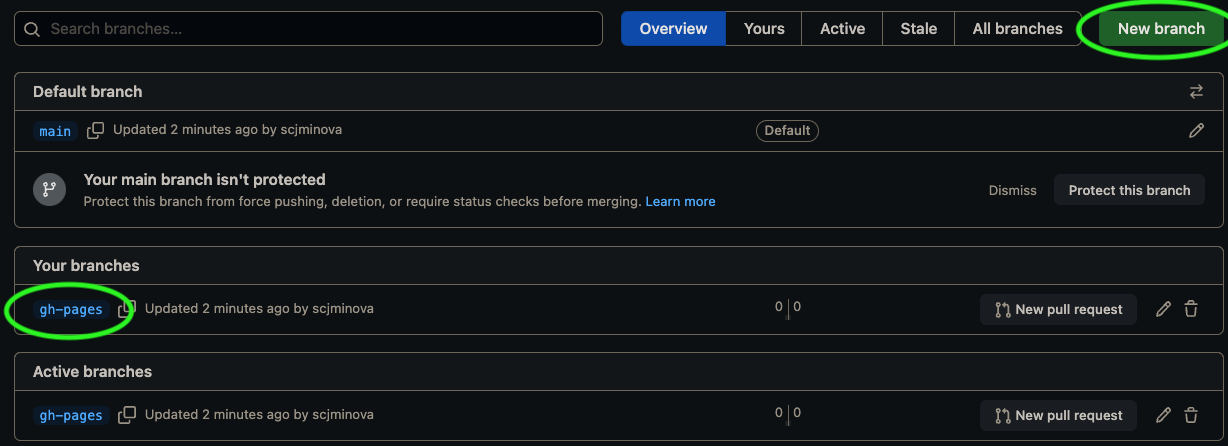 Search branches...
Overview Yours Active Stale All branches New branch
Default branch
main Updated 2 minutes ago by scjminova Default
Your main branch isn't protected
Protect this branch from force pushing, deletion, or require status checks before merging. Learn more
Dismiss Protect this branch
Your branches
gh-pages Updated 2 minutes ago by scjminova 0 0 New pull request
Active branches
gh-pages Updated 2 minutes ago by scjminova 0 0 New pull request